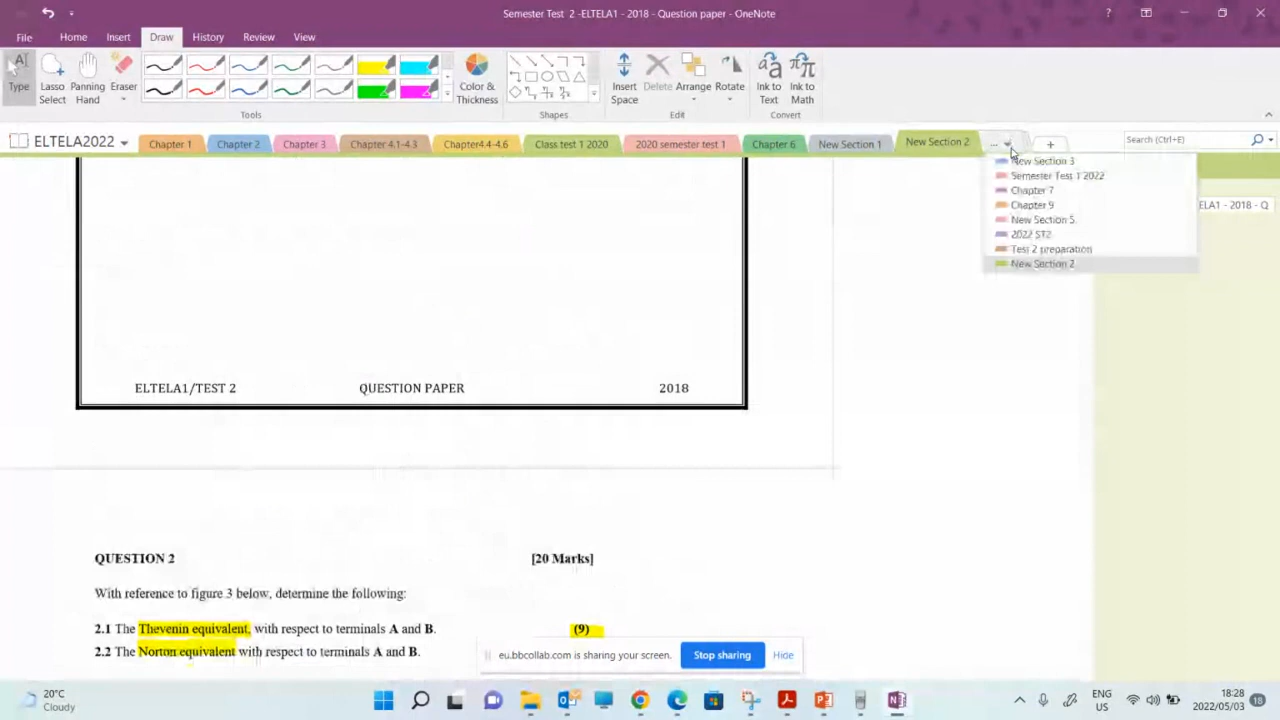 Semester Test 2 -ELTELA1 - 2018 - Question paper - OneNote
File Home Insert Draw History Review View
Type Lasso Select Panning Hand Eraser Color & Thickness Insert Space Delete Arrange Rotate Ink to Text Ink to Math
Tools Shapes Edit Convert
ELTELA2022 Chapter 1 Chapter 2 Chapter 3 Chapter 4.1-4.3 Chapter4.4-4.6 Class test 1 2020 2020 semester test 1 Chapter 6 New Section 1 New Section 2 ... + Search (Ctrl+E)
New Section 3
Semester Test 1 2022
Chapter 7
Chapter 9
New Section 5
2022 ST2
Test 2 preparation
New Section 2
ELA1 - 2018 - Q
ELTELA1/TEST 2 QUESTION PAPER 2018
QUESTION 2 [20 Marks]
With reference to figure 3 below, determine the following:
2.1 The Thevenin equivalent, with respect to terminals A and B. (9)
2.2 The Norton equivalent with respect to terminals A and B.
eu.bbcollab.com is sharing your screen. Stop sharing Hide
20°C
Cloudy
ENG
US
18:28
2022/05/03
18